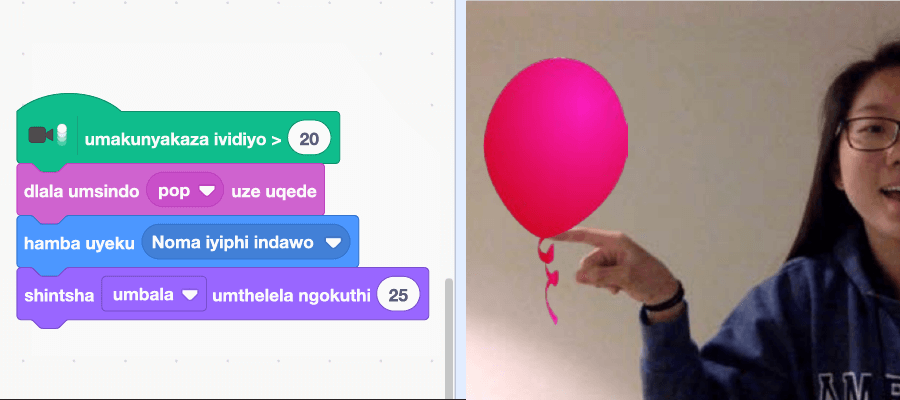 umakunyakaza ividiyo > 20
dlala umsindo pop uze uqede
hamba uyeku Noma iyiphi indawo
shintsha umbala umthelela ngokuthi 25